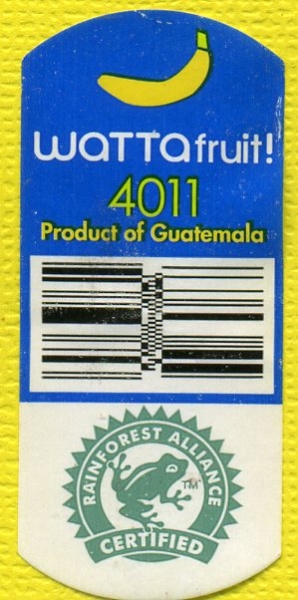 WaTTafruit!
4011
Product of Guatemala
RAINFOREST ALLIANCE
TM
CERTIFIED